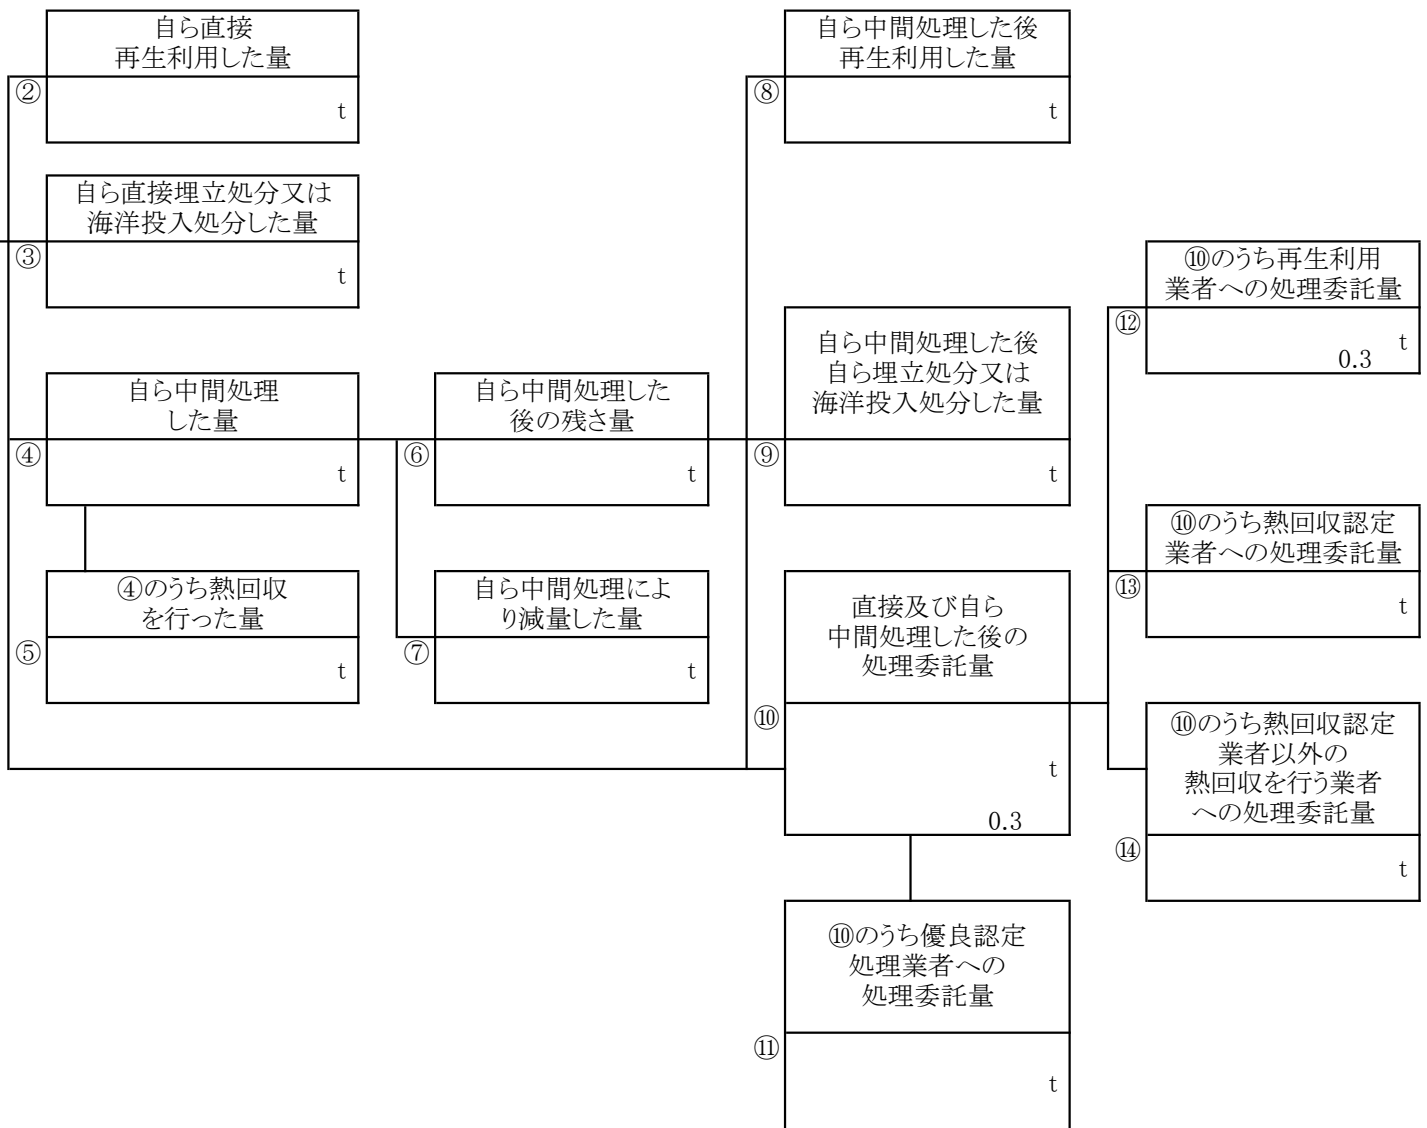 自ら直接
再生利用した量
②
t
自ら直接埋立処分又は
海洋投入処分した量
③
t
自ら中間処理
した量
④
t
④のうち熱回収
を行った量
⑤
t
自ら中間処理した
後の残さ量
⑥
t
自ら中間処理によ
り減量した量
⑦
t
自ら中間処理した後
再生利用した量
⑧
t
自ら中間処理した後
自ら埋立処分又は
海洋投入処分した量
⑨
t
直接及び自ら
中間処理した後の
処理委託量
⑩
t
0.3
⑩のうち優良認定
処理業者への
処理委託量
⑪
t
⑩のうち再生利用
業者への処理委託量
⑫
t
0.3
⑩のうち熱回収認定
業者への処理委託量
⑬
t
⑩のうち熱回収認定
業者以外の
熱回収を行う業者
への処理委託量
⑭
t